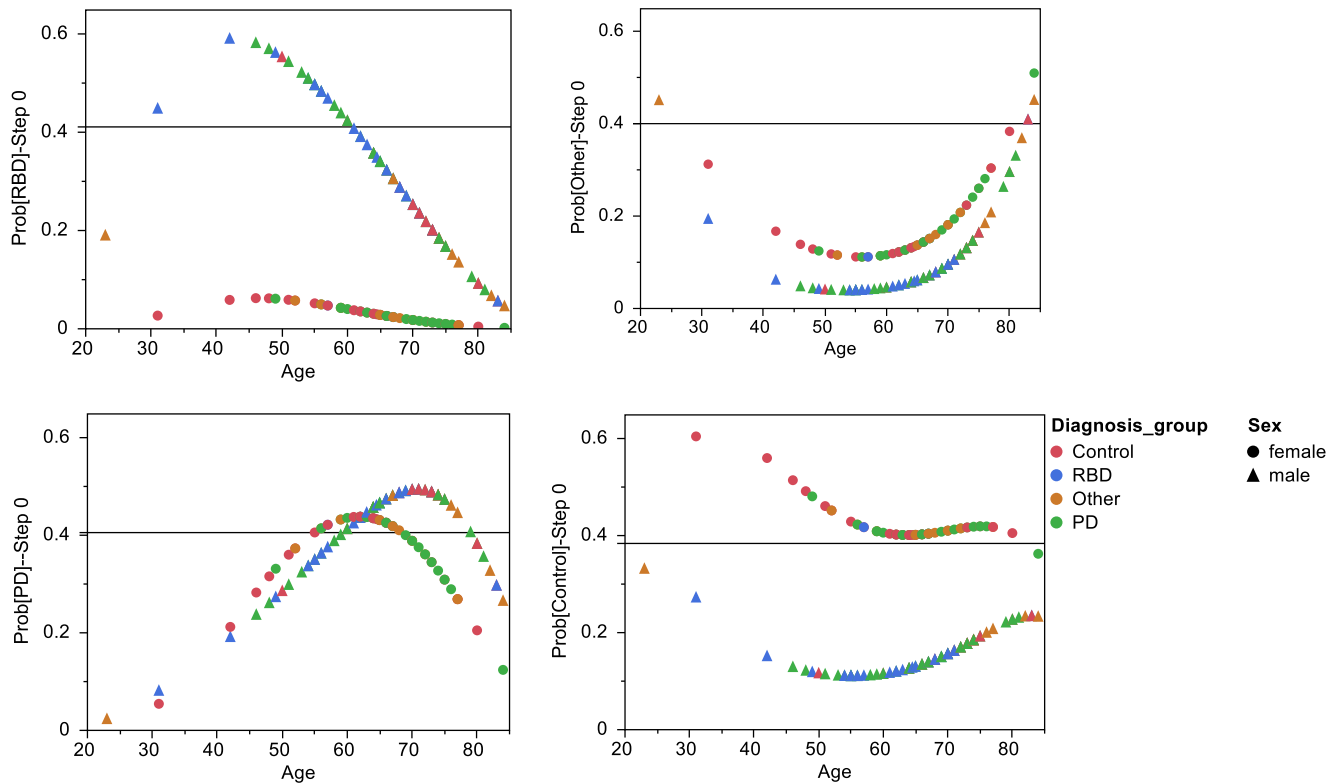 Prob[RBD]-Step 0
0.6
0.4
0.2
0
20 30 40 50 60 70 80
Age
Prob[Other]-Step 0
0.6
0.4
0.2
0
20 30 40 50 60 70 80
Age
Prob[PD]--Step 0
0.6
0.4
0.2
0
20 30 40 50 60 70 80
Age
Prob[Control]-Step 0
0.6
0.4
0.2
0
20 30 40 50 60 70 80
Age
Diagnosis_group
Control
RBD
Other
PD
Sex
female
male